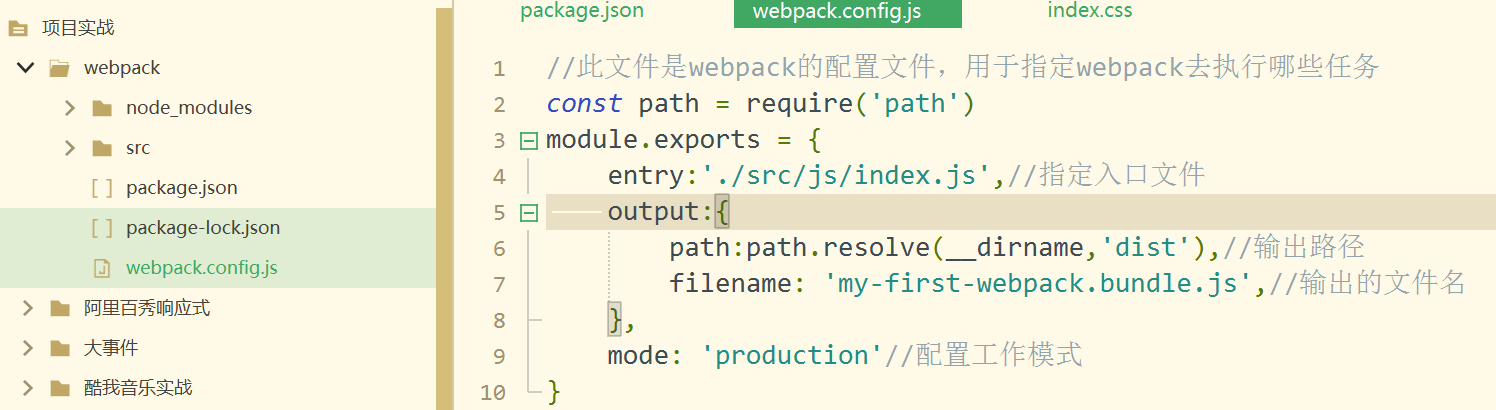 项目实战
webpack
node_modules
src
[ ] package.json
[ ] package-lock.json
webpack.config.js
阿里百秀响应式
大事件
酷我音乐实战
package.json webpack.config.js index.css
1 //此文件是webpack的配置文件，用于指定webpack去执行哪些任务
2 const path = require('path')
3 module.exports = {
4 entry:'./src/js/index.js',//指定入口文件
5 output:{
6 path:path.resolve(__dirname,'dist'),//输出路径
7 filename: 'my-first-webpack.bundle.js',//输出的文件名
8 },
9 mode: 'production'//配置工作模式
10 }